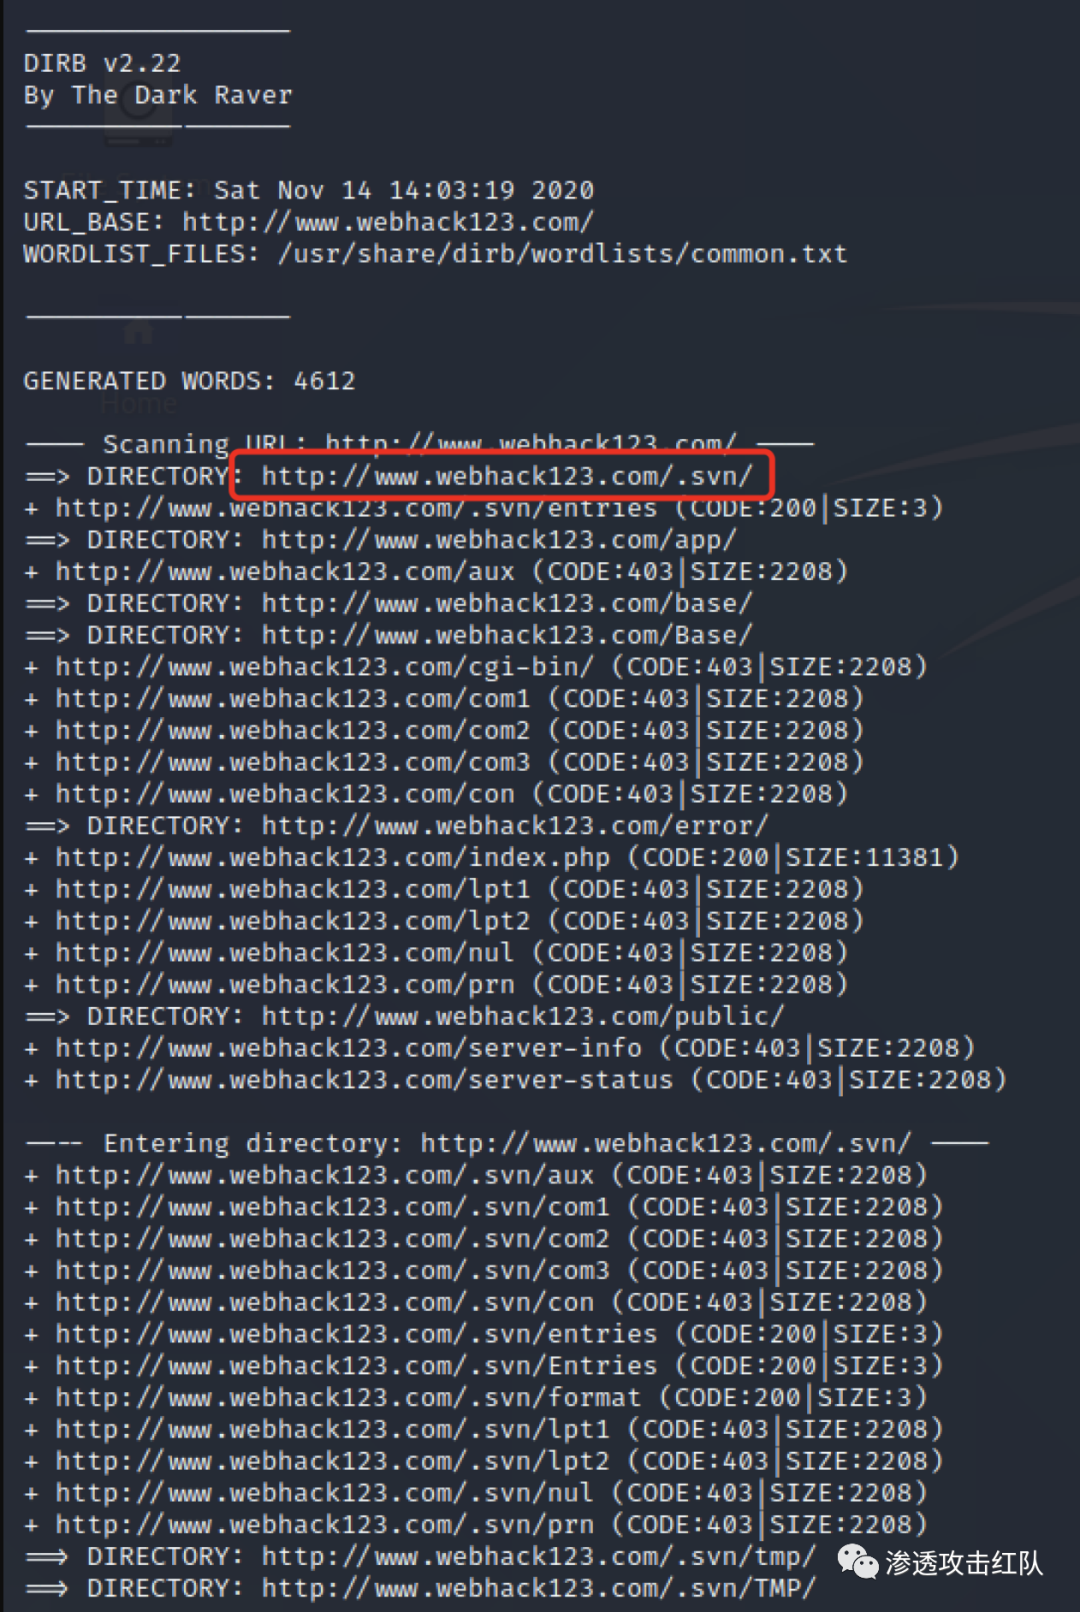 DIRB v2.22
By The Dark Raver
START_TIME: Sat Nov 14 14:03:19 2020
URL_BASE: http://www.webhack123.com/
WORDLIST_FILES: /usr/share/dirb/wordlists/common.txt
GENERATED WORDS: 4612
Home
---- Scanning URL: http://www.webhack123.com/ ----
==> DIRECTORY: http://www.webhack123.com/.svn/
+ http://www.webhack123.com/.svn/entries (CODE:200|SIZE:3)
==> DIRECTORY: http://www.webhack123.com/app/
+ http://www.webhack123.com/aux (CODE:403|SIZE:2208)
==> DIRECTORY: http://www.webhack123.com/base/
==> DIRECTORY: http://www.webhack123.com/Base/
+ http://www.webhack123.com/cgi-bin/ (CODE:403|SIZE:2208)
+ http://www.webhack123.com/com1 (CODE:403|SIZE:2208)
+ http://www.webhack123.com/com2 (CODE:403|SIZE:2208)
+ http://www.webhack123.com/com3 (CODE:403|SIZE:2208)
+ http://www.webhack123.com/con (CODE:403|SIZE:2208)
==> DIRECTORY: http://www.webhack123.com/error/
+ http://www.webhack123.com/index.php (CODE:200|SIZE:11381)
+ http://www.webhack123.com/lpt1 (CODE:403|SIZE:2208)
+ http://www.webhack123.com/lpt2 (CODE:403|SIZE:2208)
+ http://www.webhack123.com/nul (CODE:403|SIZE:2208)
+ http://www.webhack123.com/prn (CODE:403|SIZE:2208)
==> DIRECTORY: http://www.webhack123.com/public/
+ http://www.webhack123.com/server-info (CODE:403|SIZE:2208)
+ http://www.webhack123.com/server-status (CODE:403|SIZE:2208)
---- Entering directory: http://www.webhack123.com/.svn/ ----
+ http://www.webhack123.com/.svn/aux (CODE:403|SIZE:2208)
+ http://www.webhack123.com/.svn/com1 (CODE:403|SIZE:2208)
+ http://www.webhack123.com/.svn/com2 (CODE:403|SIZE:2208)
+ http://www.webhack123.com/.svn/com3 (CODE:403|SIZE:2208)
+ http://www.webhack123.com/.svn/con (CODE:403|SIZE:2208)
+ http://www.webhack123.com/.svn/entries (CODE:200|SIZE:3)
+ http://www.webhack123.com/.svn/Entries (CODE:200|SIZE:3)
+ http://www.webhack123.com/.svn/format (CODE:200|SIZE:3)
+ http://www.webhack123.com/.svn/lpt1 (CODE:403|SIZE:2208)
+ http://www.webhack123.com/.svn/lpt2 (CODE:403|SIZE:2208)
+ http://www.webhack123.com/.svn/nul (CODE:403|SIZE:2208)
+ http://www.webhack123.com/.svn/prn (CODE:403|SIZE:2208)
==> DIRECTORY: http://www.webhack123.com/.svn/tmp/
==> DIRECTORY: http://www.webhack123.com/.svn/TMP/
渗透攻击红队